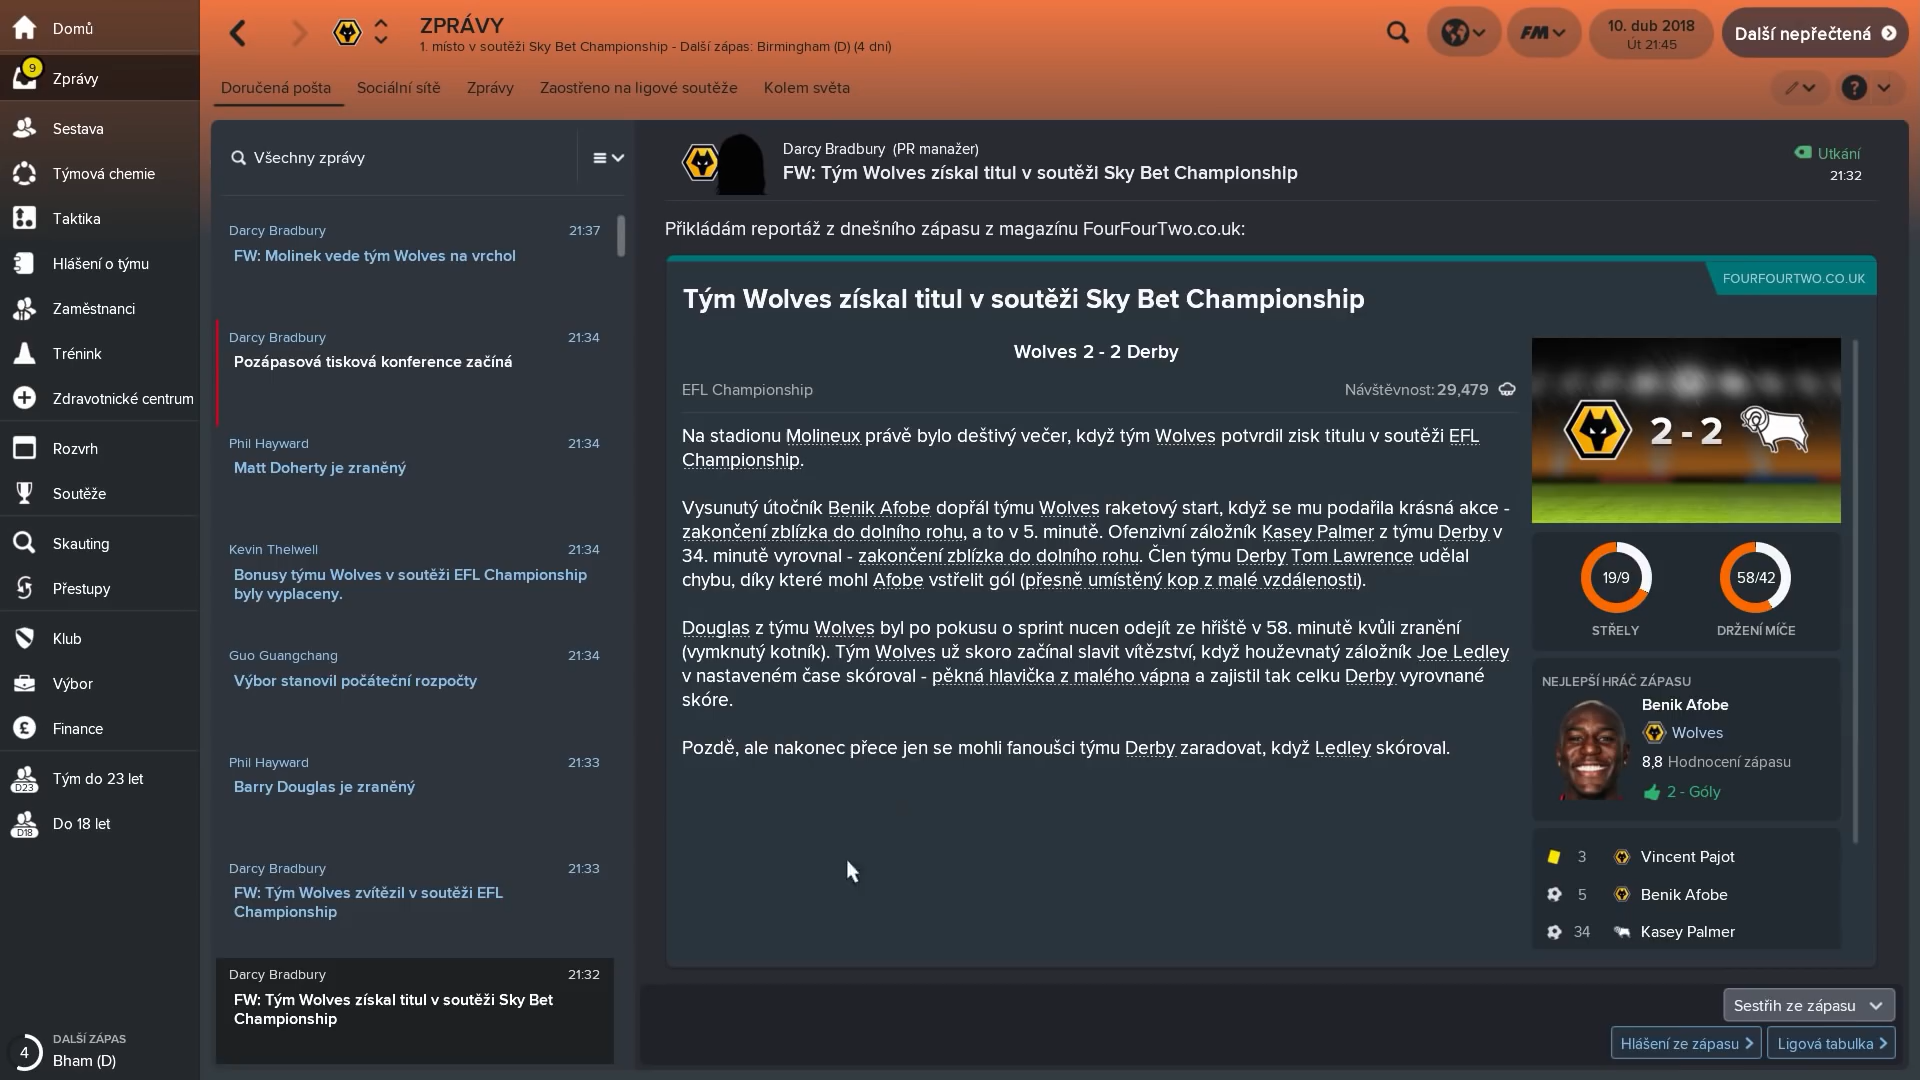 Domů
9
Zprávy
Sestava
Týmová chemie
Taktika
Hlášení o týmu
Zaměstnanci
Trénink
Zdravotnické centrum
Rozvrh
Soutěže
Skauting
Přestupy
Klub
Výbor
Finance
D23
Tým do 23 let
D18
Do 18 let
4
DALŠÍ ZÁPAS
Bham (D)
ZPRÁVY
1. místo v soutěži Sky Bet Championship - Další zápas: Birmingham (D) (4 dní)
FM
10. dub 2018
Út 21:45
Další nepřečtená
Doručená pošta
Sociální sítě
Zprávy
Zaostřeno na ligové soutěže
Kolem světa
?
Všechny zprávy
Darcy Bradbury 21:37
FW: Molinek vede tým Wolves na vrchol
Darcy Bradbury 21:34
Pozápasová tisková konference začíná
Phil Hayward 21:34
Matt Doherty je zraněný
Kevin Thelwell 21:34
Bonusy týmu Wolves v soutěži EFL Championship
byly vyplaceny.
Guo Guangchang 21:34
Výbor stanovil počáteční rozpočty
Phil Hayward 21:33
Barry Douglas je zraněný
Darcy Bradbury 21:33
FW: Tým Wolves zvítězil v soutěži EFL
Championship
Darcy Bradbury 21:32
FW: Tým Wolves získal titul v soutěži Sky Bet
Championship
Darcy Bradbury (PR manažer)
FW: Tým Wolves získal titul v soutěži Sky Bet Championship
Utkání
21:32
Přikládám reportáž z dnešního zápasu z magazínu FourFourTwo.co.uk:
FOURFOURTWO.CO.UK
Tým Wolves získal titul v soutěži Sky Bet Championship
Wolves 2 - 2 Derby
EFL Championship
Návštěvnost: 29,479
Na stadionu Molineux právě bylo deštivý večer, když tým Wolves potvrdil zisk titulu v soutěži EFL
Championship.
Vysunutý útočník Benik Afobe dopřál týmu Wolves raketový start, když se mu podařila krásná akce -
zakončení zblízka do dolního rohu, a to v 5. minutě. Ofenzivní záložník Kasey Palmer z týmu Derby v
34. minutě vyrovnal - zakončení zblízka do dolního rohu. Člen týmu Derby Tom Lawrence udělal
chybu, díky které mohl Afobe vstřelit gól (přesně umístěný kop z malé vzdálenosti).
Douglas z týmu Wolves byl po pokusu o sprint nucen odejít ze hřiště v 58. minutě kvůli zranění
(vymknutý kotník). Tým Wolves už skoro začínal slavit vítězství, když houževnatý záložník Joe Ledley
v nastaveném čase skóroval - pěkná hlavička z malého vápna a zajistil tak celku Derby vyrovnané
skóre.
Pozdě, ale nakonec přece jen se mohli fanoušci týmu Derby zaradovat, když Ledley skóroval.
2 - 2
19/9
STŘELY
58/42
DRŽENÍ MÍČE
NEJLEPŠÍ HRÁČ ZÁPASU
Benik Afobe
Wolves
8,8 Hodnocení zápasu
2 - Góly
3 Vincent Pajot
5 Benik Afobe
34 Kasey Palmer
Sestřih ze zápasu
Hlášení ze zápasu
Ligová tabulka